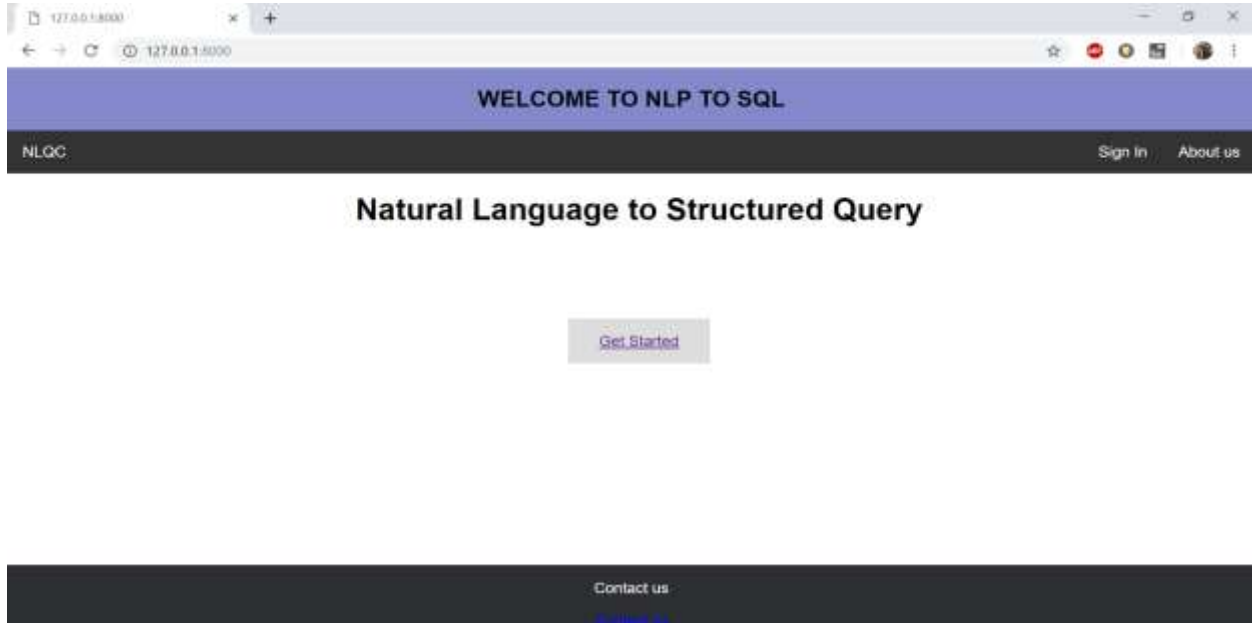 127.0.0.1:8000
127.0.0.1:8000
WELCOME TO NLP TO SQL
NLQC Sign In About us
Natural Language to Structured Query
Get Started
Contact us